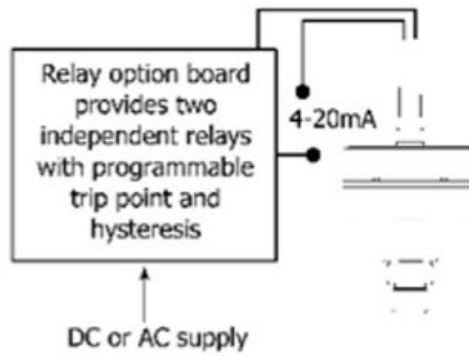 Relay option board
provides two
independent relays
with programmable
trip point and
hysteresis
4-20mA
DC or AC supply